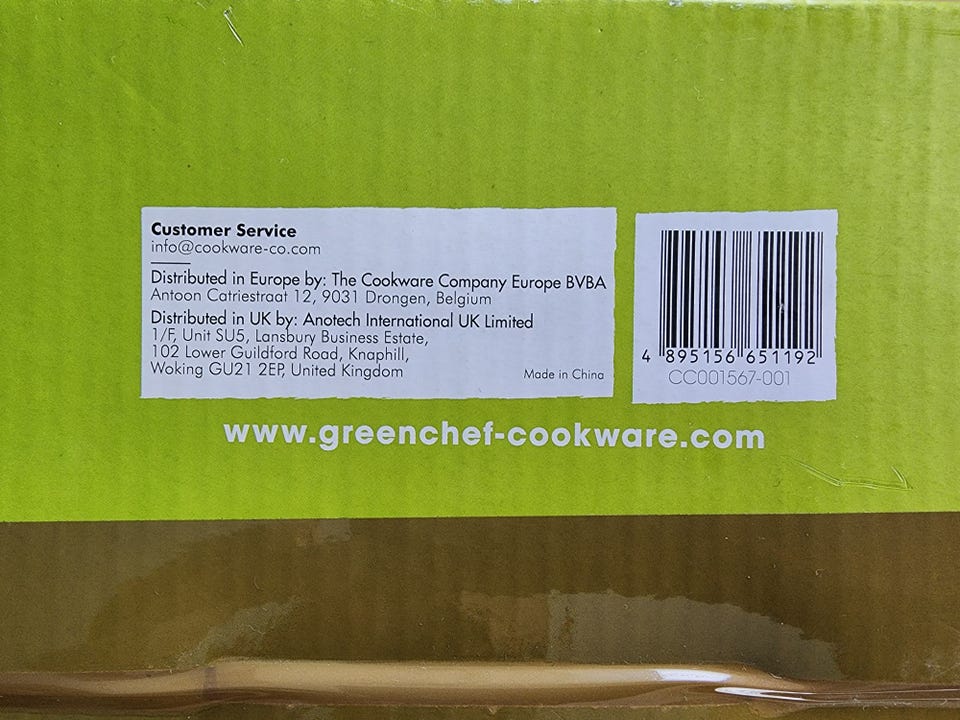 Customer Service
info@cookware-co.com
Distributed in Europe by: The Cookware Company Europe BVBA
Antoon Catriestraat 12, 9031 Drongen, Belgium
Distributed in UK by: Anotech International UK Limited
1/F, Unit SU5, Lansbury Business Estate,
102 Lower Guildford Road, Knaphill,
Woking GU21 2EP, United Kingdom
Made in China
4 895156 651192
CC001567-001
www.greenchef-cookware.com